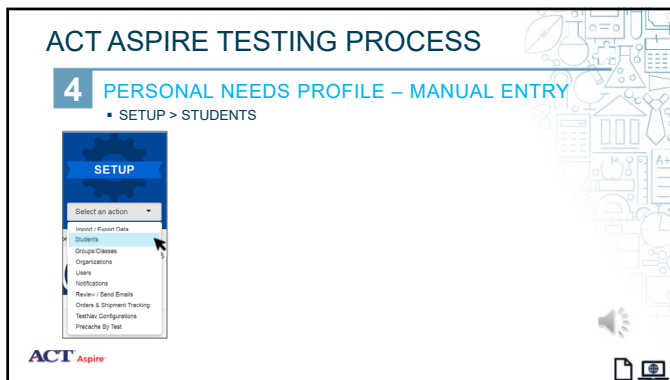 ACT ASPIRE TESTING PROCESS
4 PERSONAL NEEDS PROFILE – MANUAL ENTRY
▪ SETUP > STUDENTS
SETUP
Select an action
Import / Export Data
Students
Groups/Classes
Organizations
Users
Notifications
Review / Send Emails
Orders & Shipment Tracking
TestNav Configurations
Precache By Test
A+
ACT Aspire